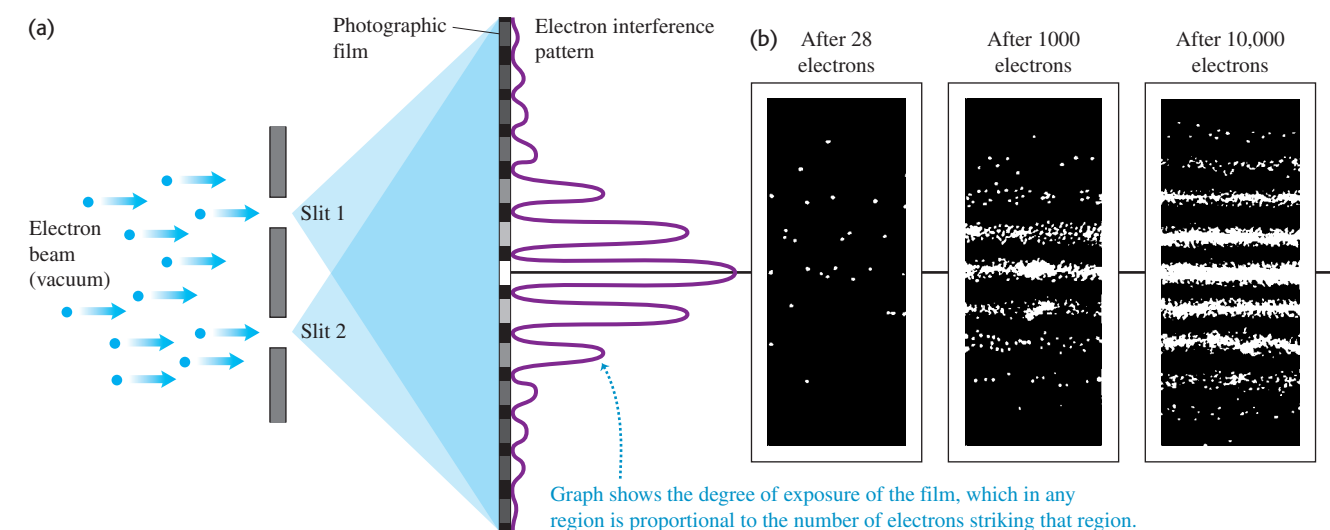 (a)
Photographic
film
Electron interference
pattern
Electron
beam
(vacuum)
Slit 1
Slit 2
(b)
After 28
electrons
After 1000
electrons
After 10,000
electrons
Graph shows the degree of exposure of the film, which in any
region is proportional to the number of electrons striking that region.